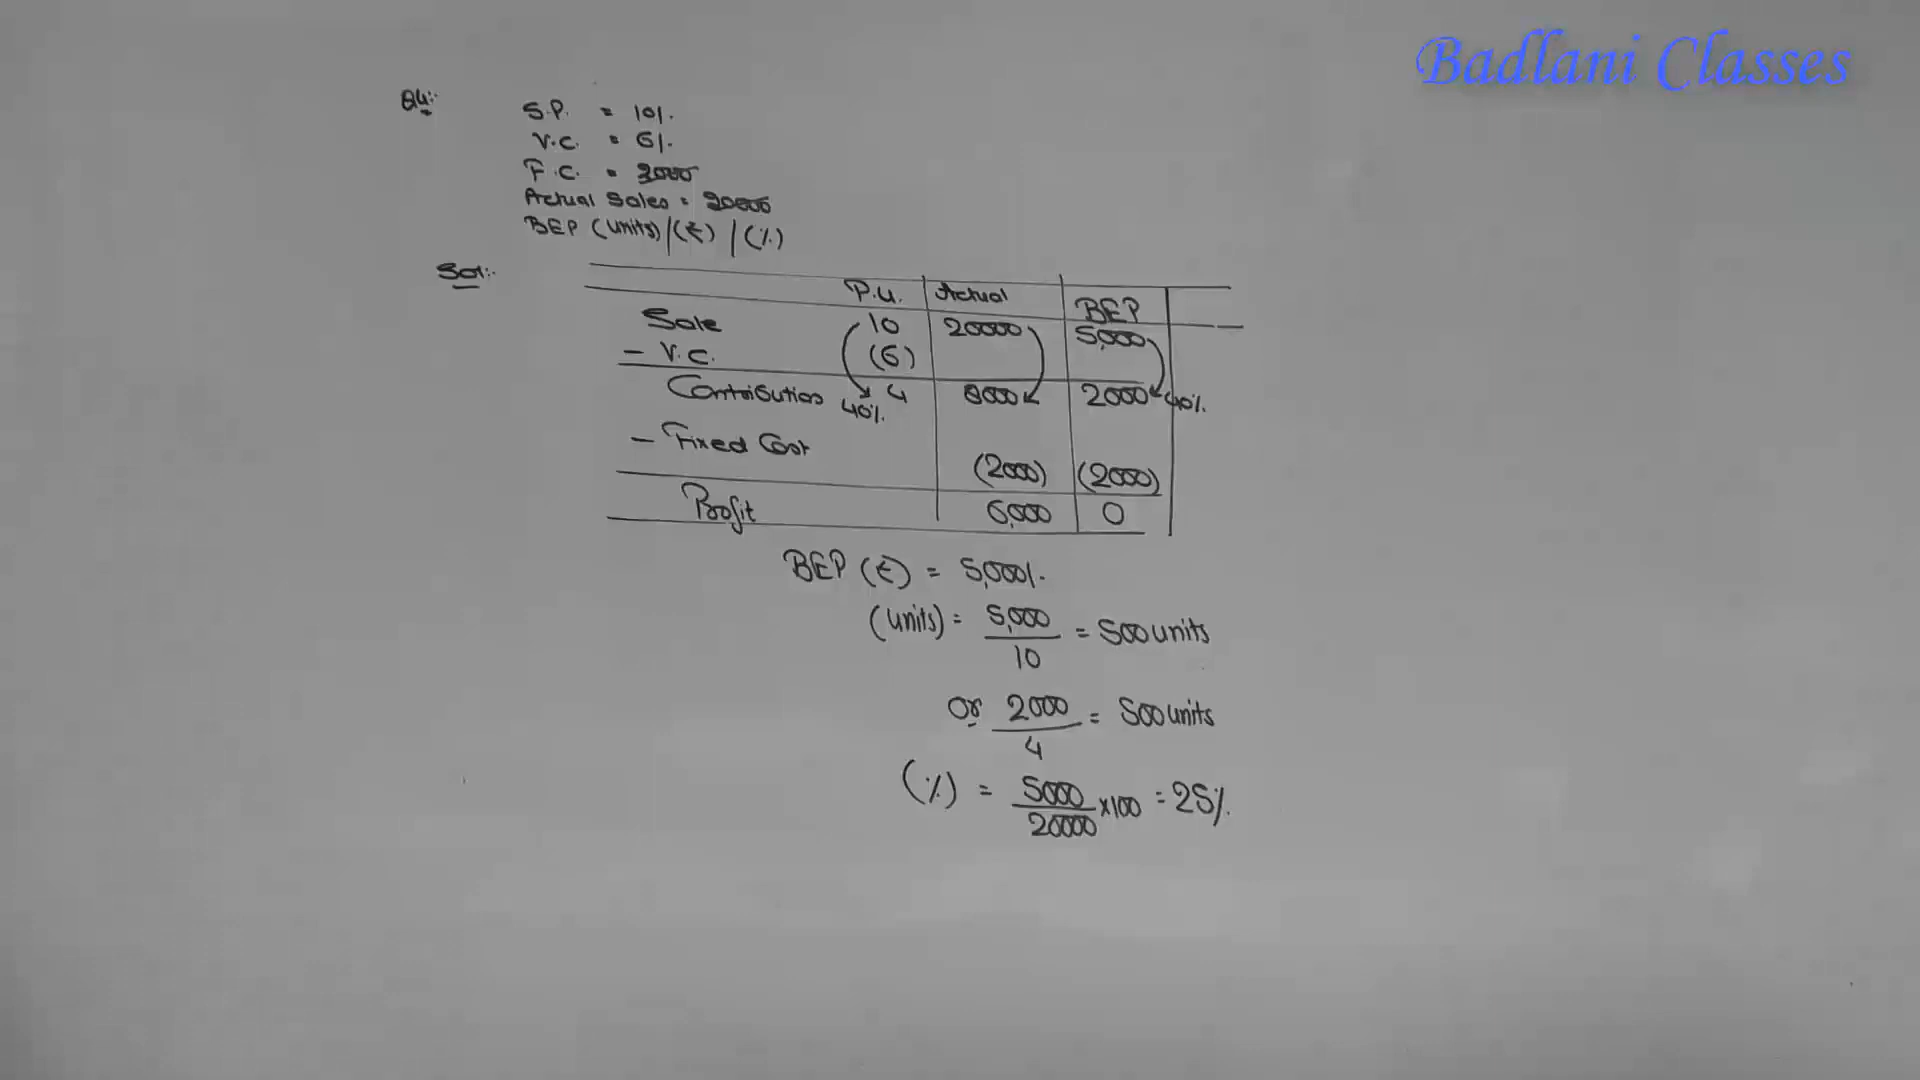 Badlani Classes
Q4:-
S.P. = 10/.
V.C. = 6/.
F.C. = 2000
Actual Sales = 20000
BEP (units) / (₹) / (%)
Sol:-
P.U. Actual BEP
Sale 10 20000 5,000
- V.C. (6)
Contribution 40% 4 8000 2000 40%
- Fixed Cost
(2000) (2000)
Profit 6,000 0
BEP (₹) = 5,000/.
(units) = 5,000 / 10 = 500 units
Or 2000 / 4 = 500 units
(%) = 5000 / 20000 × 100 = 25%